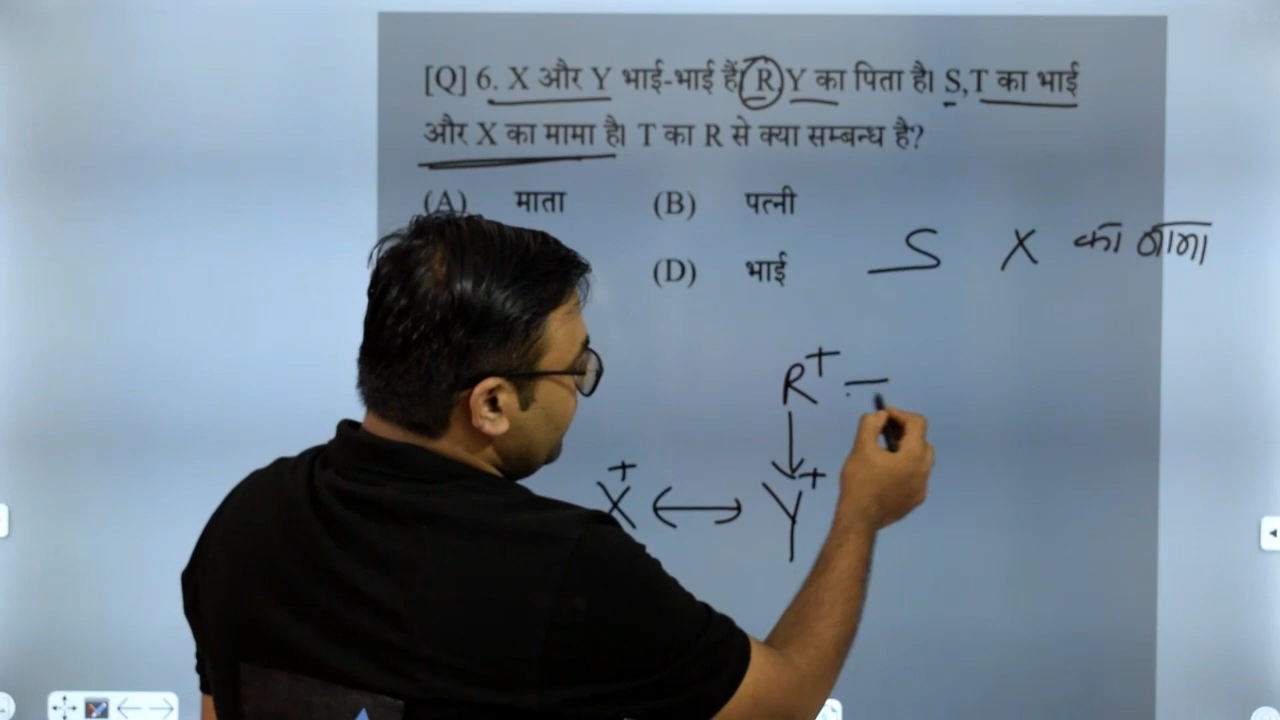 [Q] 6. X और Y भाई-भाई हैं। R, Y का पिता है। S,T का भाई
और X का मामा है। T का R से क्या सम्बन्ध है?
(A) माता (B) पत्नी
(D) भाई
S X का मामा
R+ —
X+ ↔ Y+